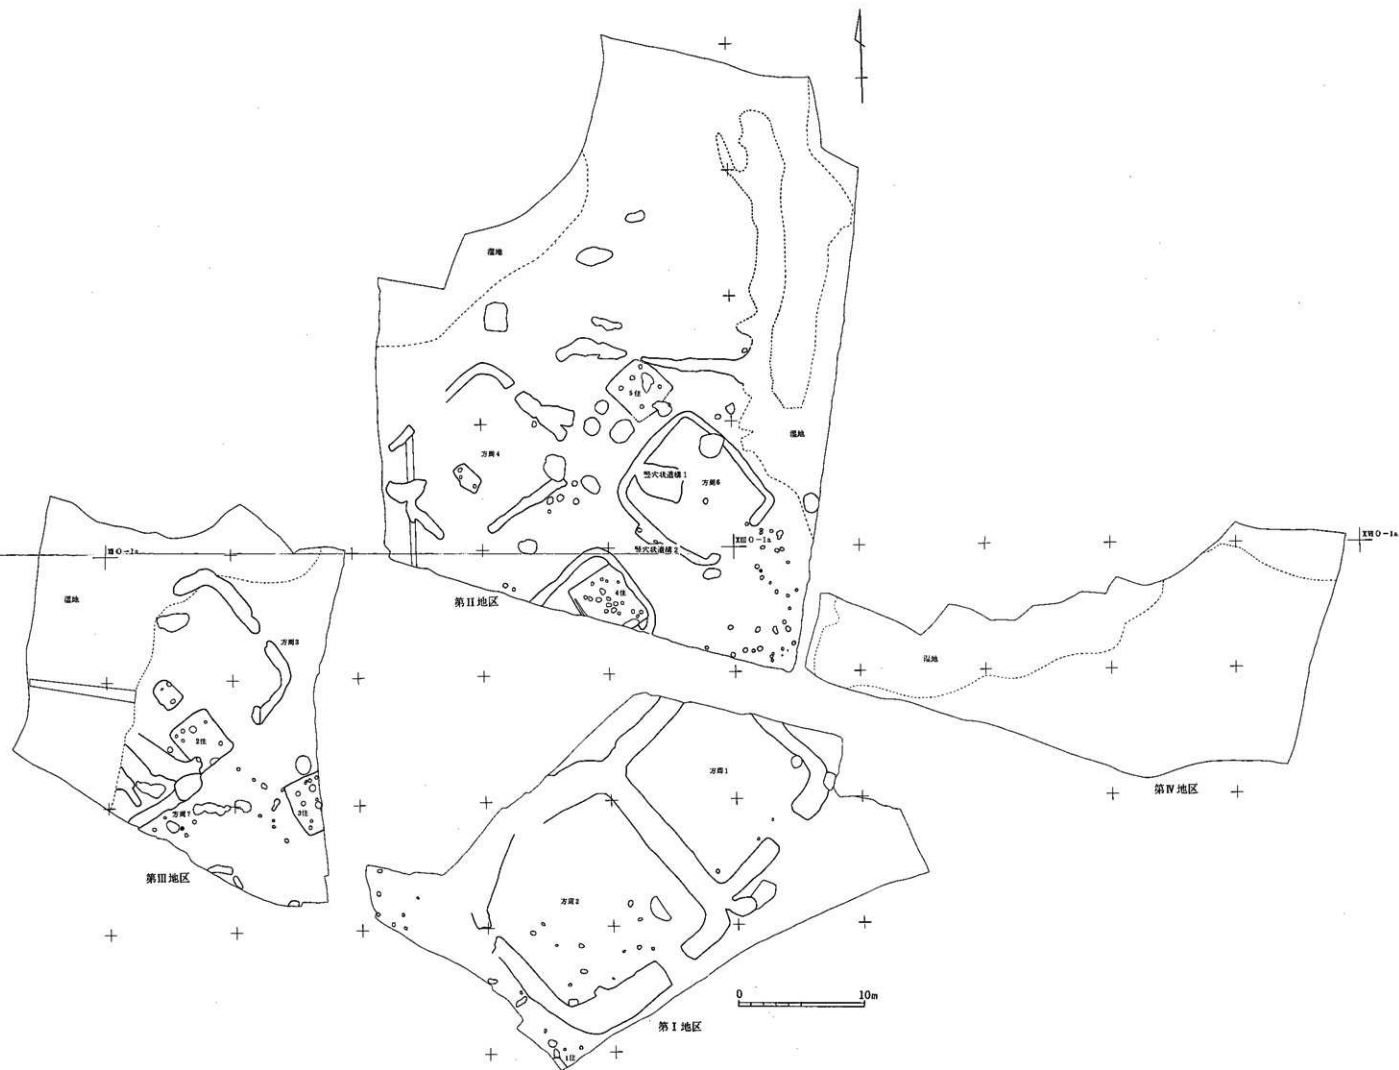 湿地
5住
方周4
湿地
竪穴状遺構1
方周6
竪穴状遺構2
XIII O-1a
4住
第II地区
湿地
方周3
2住
3住
方周7
第III地区
湿地
第IV地区
方周1
方周2
0 10m
第I地区
1住